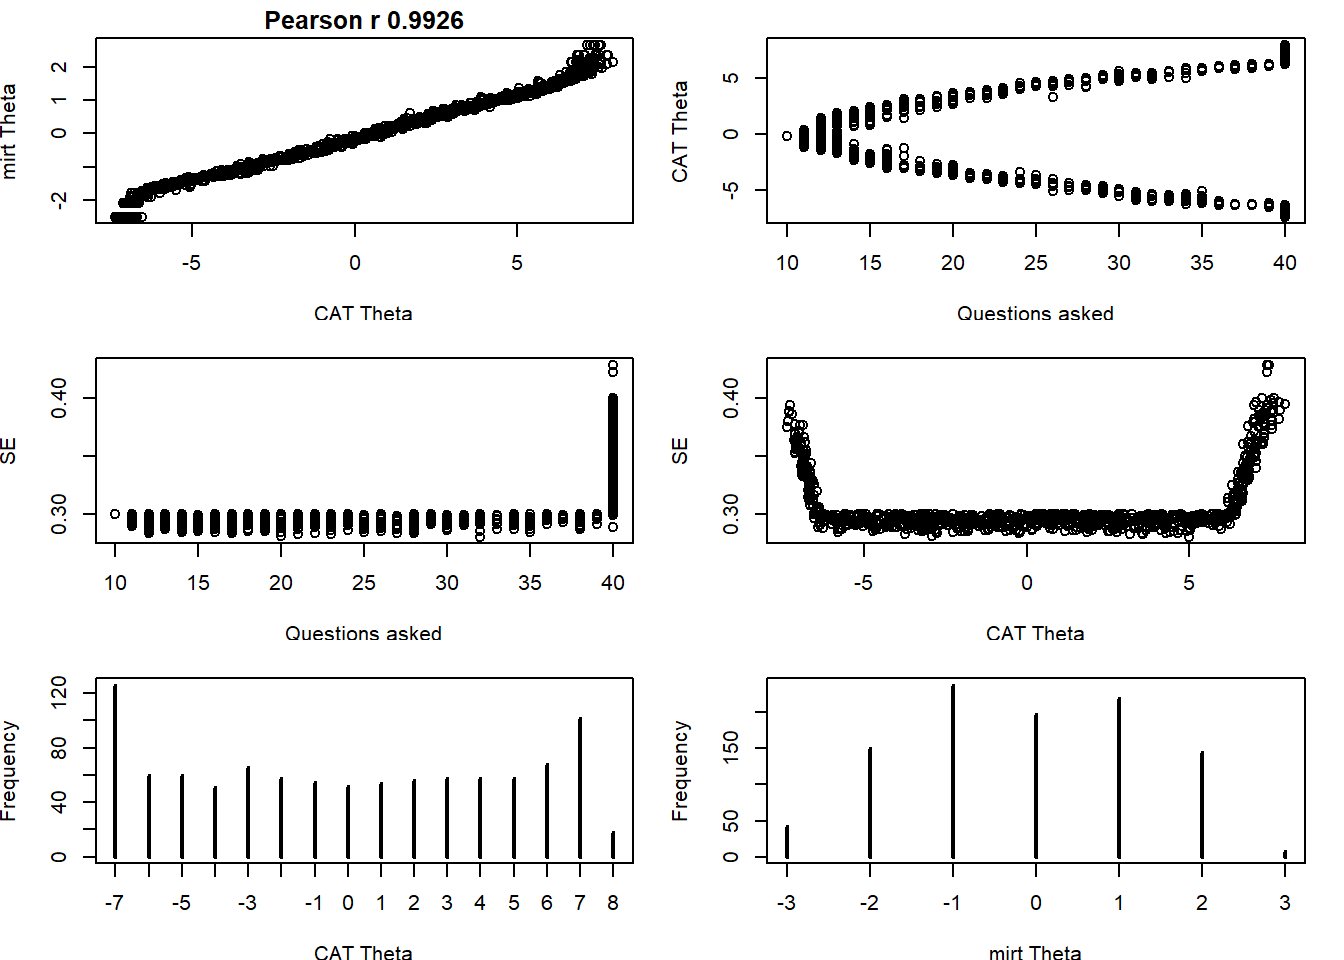 Pearson r 0.9926
mirt Theta
2
1
0
-2
-5 0 5
CAT Theta
CAT Theta
5
0
-5
10 15 20 25 30 35 40
Questions asked
SE
0.40
0.30
10 15 20 25 30 35 40
Questions asked
SE
0.40
0.30
-5 0 5
CAT Theta
Frequency
120
80
40
0
-7 -5 -3 -1 0 1 2 3 4 5 6 7 8
CAT Theta
Frequency
150
50
0
-3 -2 -1 0 1 2 3
mirt Theta